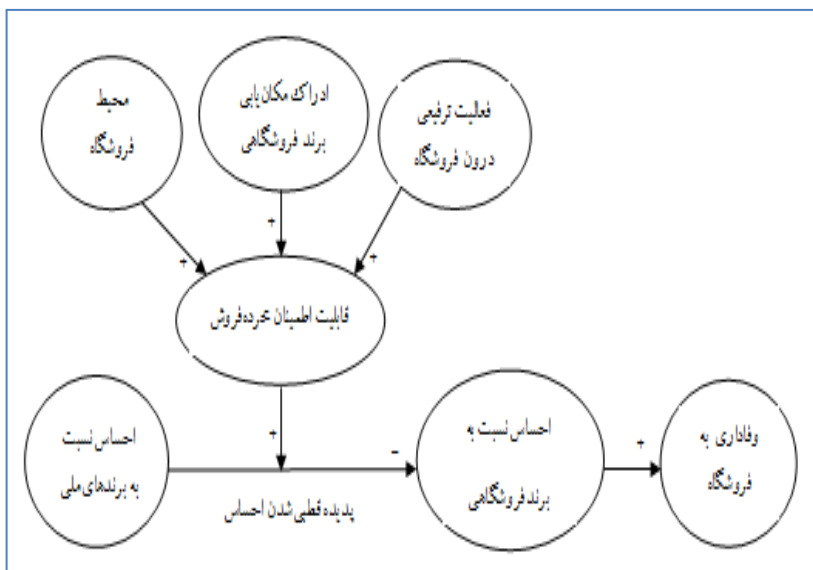 محیط
فروشگاه
ادراک مکان‌یابی
برند فروشگاهی
فعالیت ترفیعی
درون فروشگاه
+
+
+
قابلیت اطمینان خرده‌فروش
+
احساس نسبت
به برندهای ملی
-
پدیده قطبی شدن احساس
احساس نسبت به
برند فروشگاهی
+
وفاداری به
فروشگاه